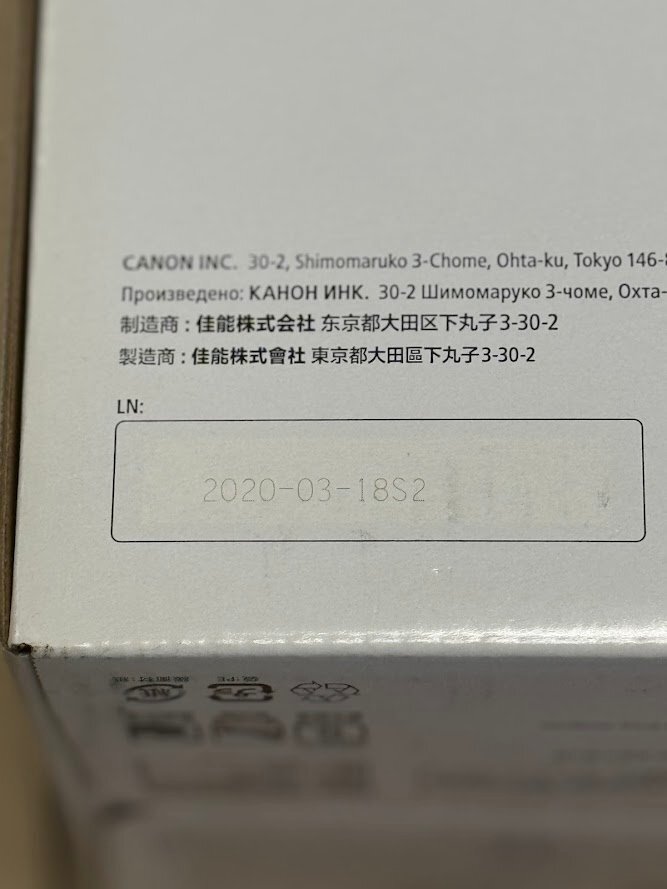 CANON INC. 30-2, Shimomaruko 3-Chome, Ohta-ku, Tokyo 146-8
Произведено: КАНОН ИНК. 30-2 Шимомаруко 3-чоме, Охта-
制造商 : 佳能株式会社 东京都大田区下丸子3-30-2
製造商 : 佳能株式會社 東京都大田區下丸子3-30-2
LN:
2020-03-18S2